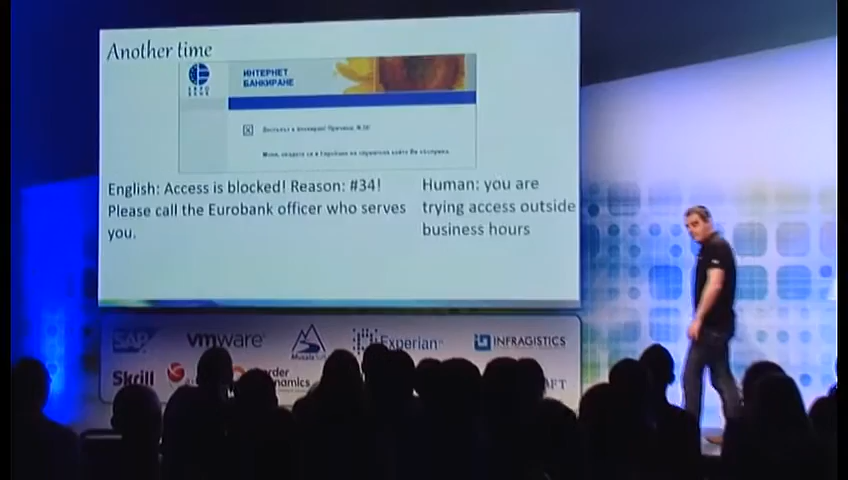 Another time
ИНТЕРНЕТ
БАНКИРАНЕ
English: Access is blocked! Reason: #34!
Please call the Eurobank officer who serves
you.
Human: you are
trying access outside
business hours
SAP
vmware
Experian
INFRAGISTICS
Skrill